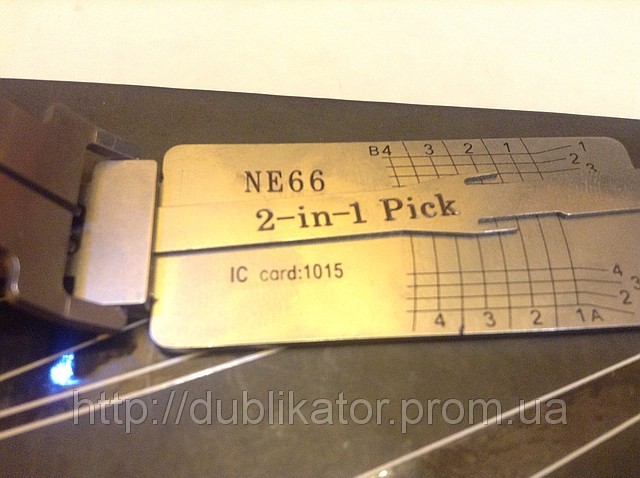 B4 3 2 1 1
2
3
NE66
2-in-1 Pick
IC card:1015
4
3
2
4 3 2 1A
http://dublikator.prom.ua